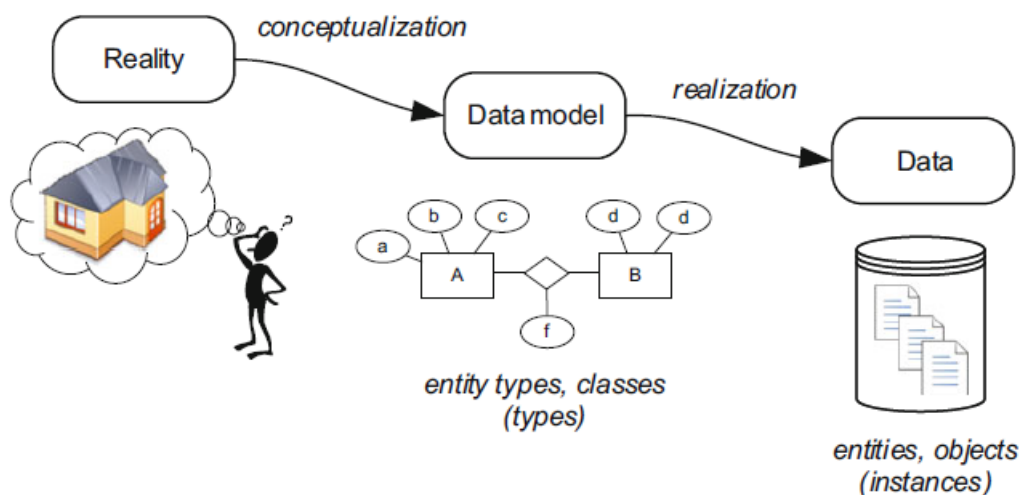 conceptualization
Reality
realization
Data model
Data
?
b
c
d
d
a
A
B
f
entity types, classes
(types)
entities, objects
(instances)